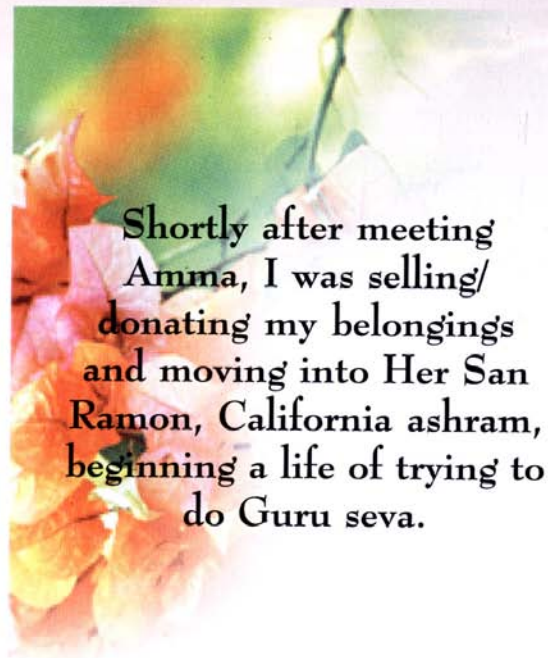 Shortly after meeting
Amma, I was selling/
donating my belongings
and moving into Her San
Ramon, California ashram,
beginning a life of trying to
do Guru seva.